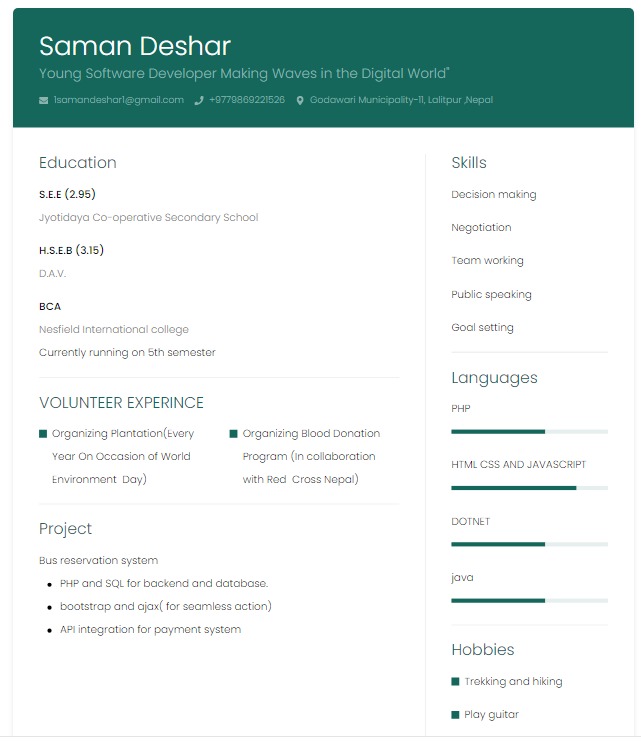 Saman Deshar
Young Software Developer Making Waves in the Digital World"
1samandeshar1@gmail.com +9779869221526 Godawari Municipality-11, Lalitpur ,Nepal
Education
S.E.E (2.95)
Jyotidaya Co-operative Secondary School
H.S.E.B (3.15)
D.A.V.
BCA
Nesfield International college
Currently running on 5th semester
VOLUNTEER EXPERINCE
Organizing Plantation(Every
Year On Occasion of World
Environment Day)
Organizing Blood Donation
Program (In collaboration
with Red Cross Nepal)
Project
Bus reservation system
PHP and SQL for backend and database.
bootstrap and ajax( for seamless action)
API integration for payment system
Skills
Decision making
Negotiation
Team working
Public speaking
Goal setting
Languages
PHP
HTML CSS AND JAVASCRIPT
DOTNET
java
Hobbies
Trekking and hiking
Play guitar